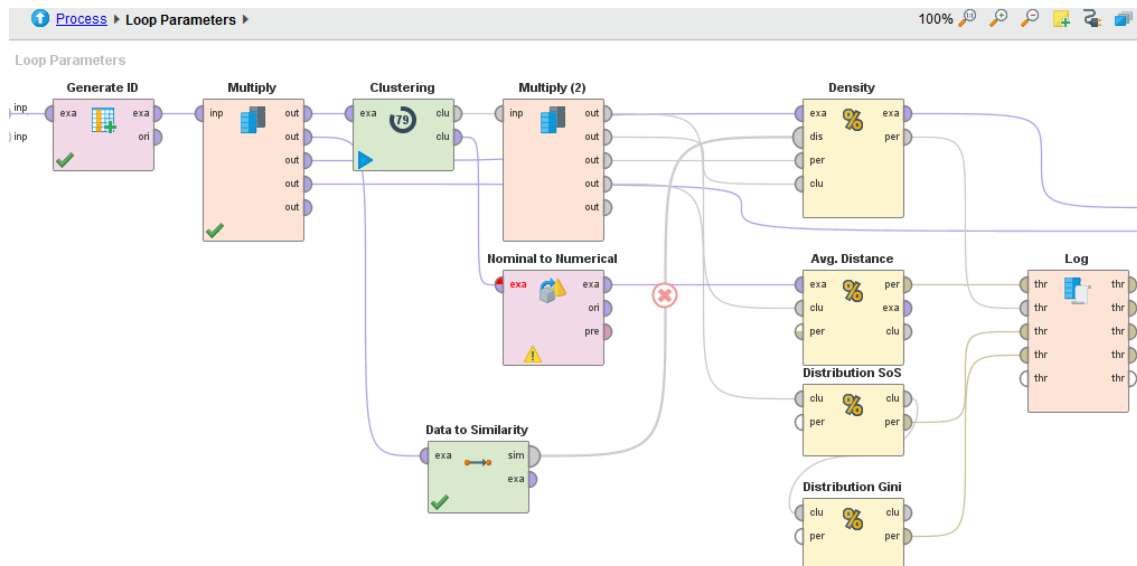 Process Loop Parameters
100%
Loop Parameters
Generate ID
Multiply
Clustering
Multiply (2)
Density
inp
inp
exa exa
ori
inp out
out
out
out
out
exa clu
clu
79
inp out
out
out
out
out
exa exa
dis per
per
clu
Nominal to Numerical
exa exa
ori
pre
Avg. Distance
exa per
clu exa
per clu
Log
thr thr
thr thr
thr thr
thr thr
thr thr
Distribution SoS
clu clu
per per
Data to Similarity
exa sim
exa
Distribution Gini
clu clu
per per